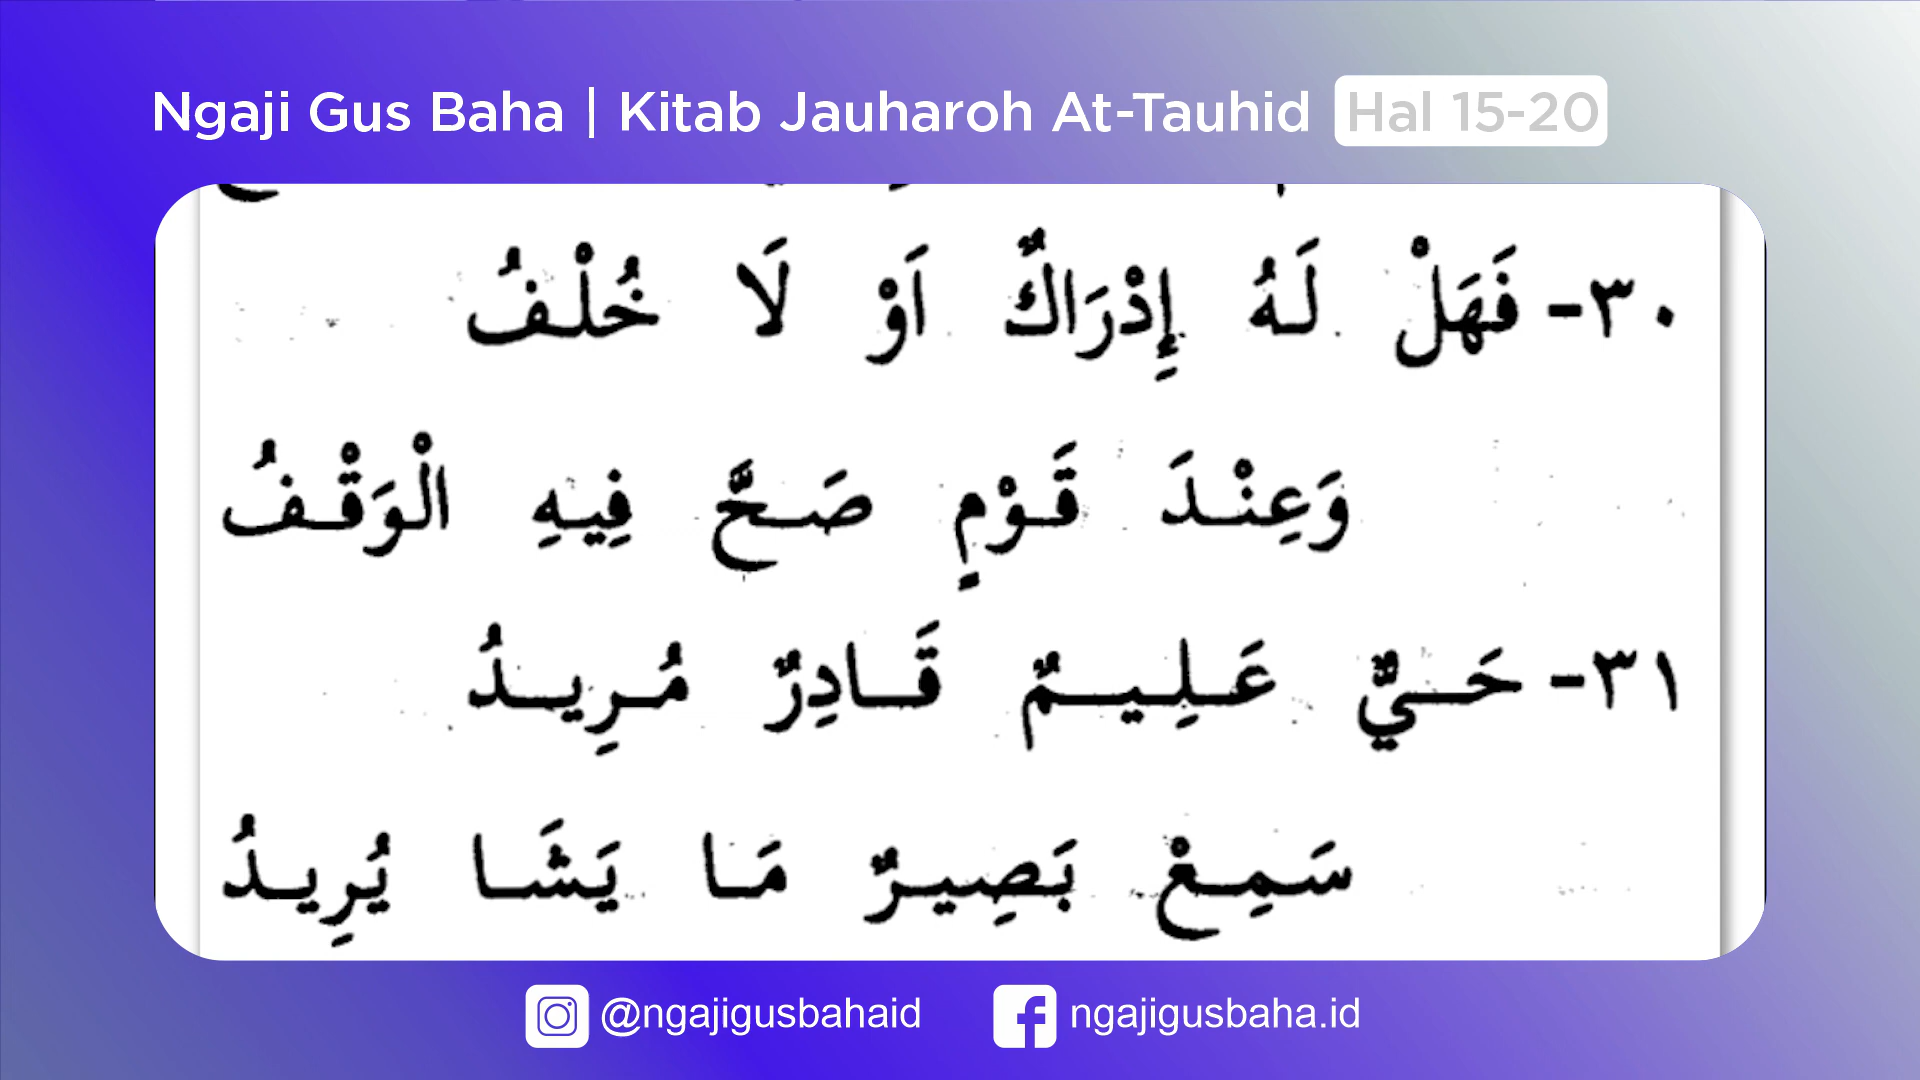 Ngaji Gus Baha | Kitab Jauharoh At-Tauhid Hal 15-20
٣٠- فَهَلْ لَهُ إِدْرَاكٌ اَوْ لَا خُلْفُ
وَعِنْدَ قَوْمٍ صَحَّ فِيهِ الْوَقْفُ
٣١- حَيٌّ عَلِيمٌ قَادِرٌ مُرِيدُ
سَمِعْ بَصِيرٌ مَا يَشَا يُرِيدُ
@ngajigusbahaid ngajigusbaha.id